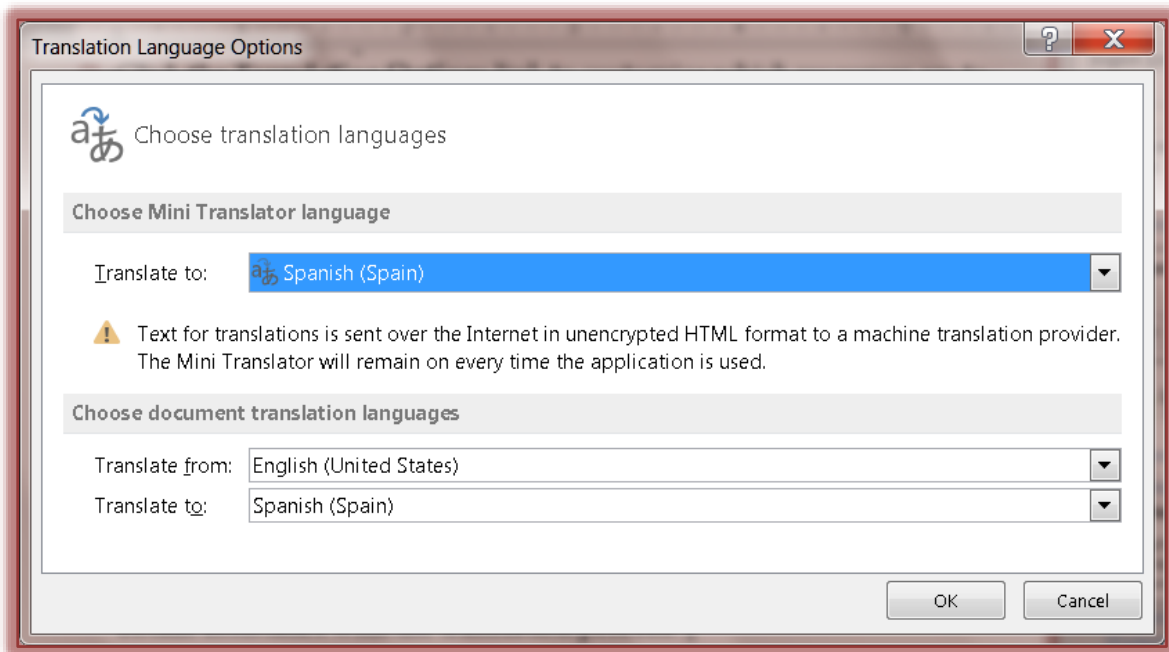 Translation Language Options
Choose translation languages
Choose Mini Translator language
Translate to: Spanish (Spain)
Text for translations is sent over the Internet in unencrypted HTML format to a machine translation provider.
The Mini Translator will remain on every time the application is used.
Choose document translation languages
Translate from: English (United States)
Translate to: Spanish (Spain)
OK Cancel